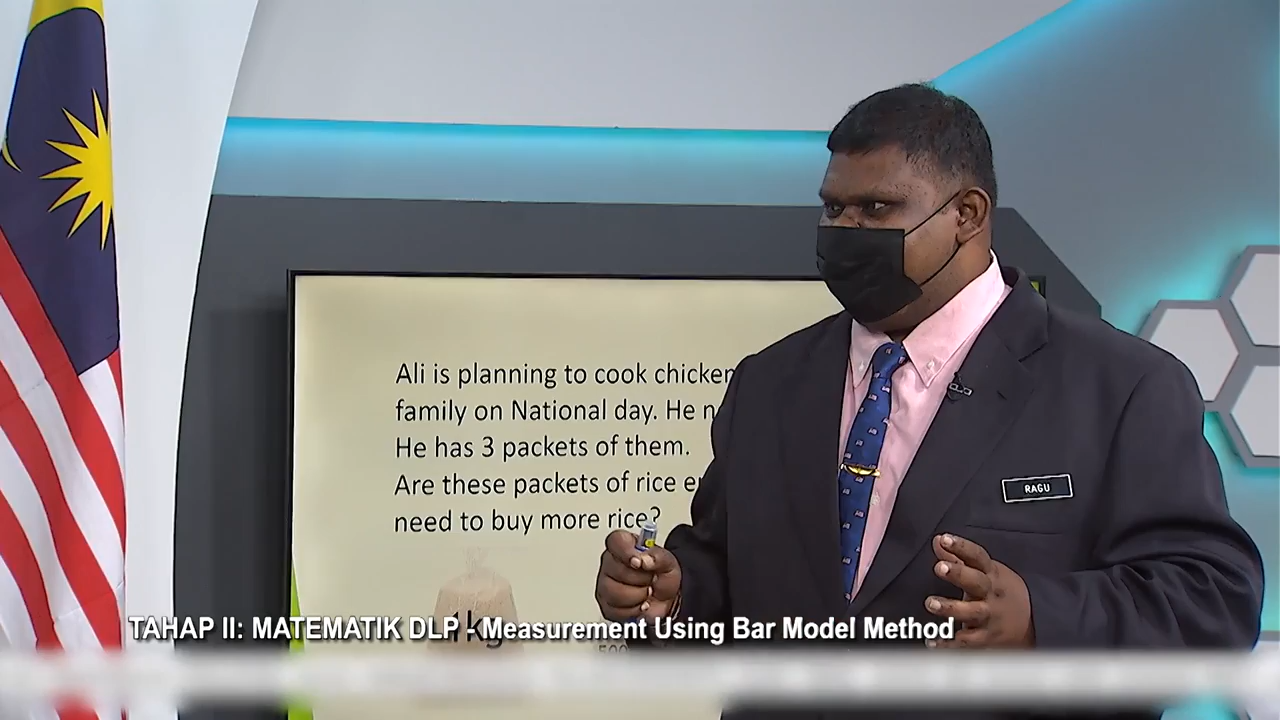 Ali is planning to cook chicken
family on National day. He
He has 3 packets of them.
Are these packets of rice
need to buy more rice?
RAGU
1kg
TAHAP II: MATEMATIK DLP - Measurement Using Bar Model Method